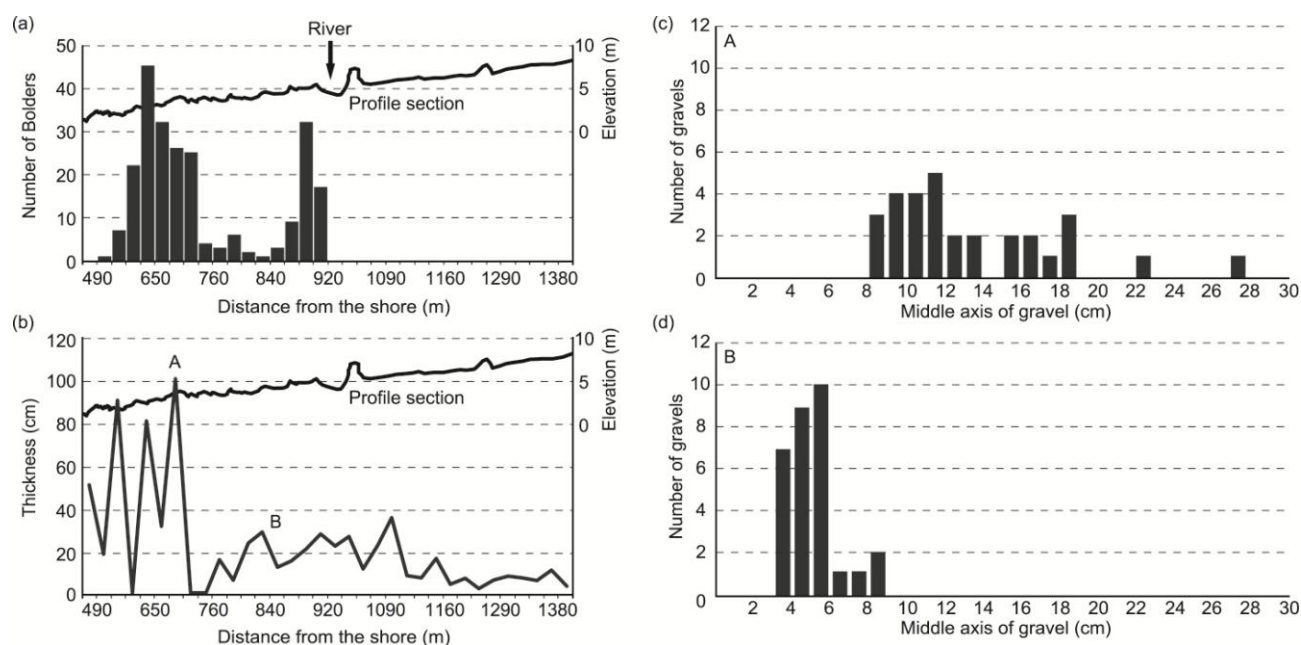 (a)
River
50
40
30
20
10
0
Number of Bolders
10
5
0
Elevation (m)
Profile section
490 650 760 840 920 1090 1160 1290 1380
Distance from the shore (m)
(b)
A
B
120
100
80
60
40
20
0
Thickness (cm)
10
5
0
Elevation (m)
Profile section
490 650 760 840 920 1090 1160 1290 1380
Distance from the shore (m)
(c)
A
12
10
8
6
4
2
0
Number of gravels
2 4 6 8 10 12 14 16 18 20 22 24 26 28 30
Middle axis of gravel (cm)
(d)
B
12
10
8
6
4
2
0
Number of gravels
2 4 6 8 10 12 14 16 18 20 22 24 26 28 30
Middle axis of gravel (cm)